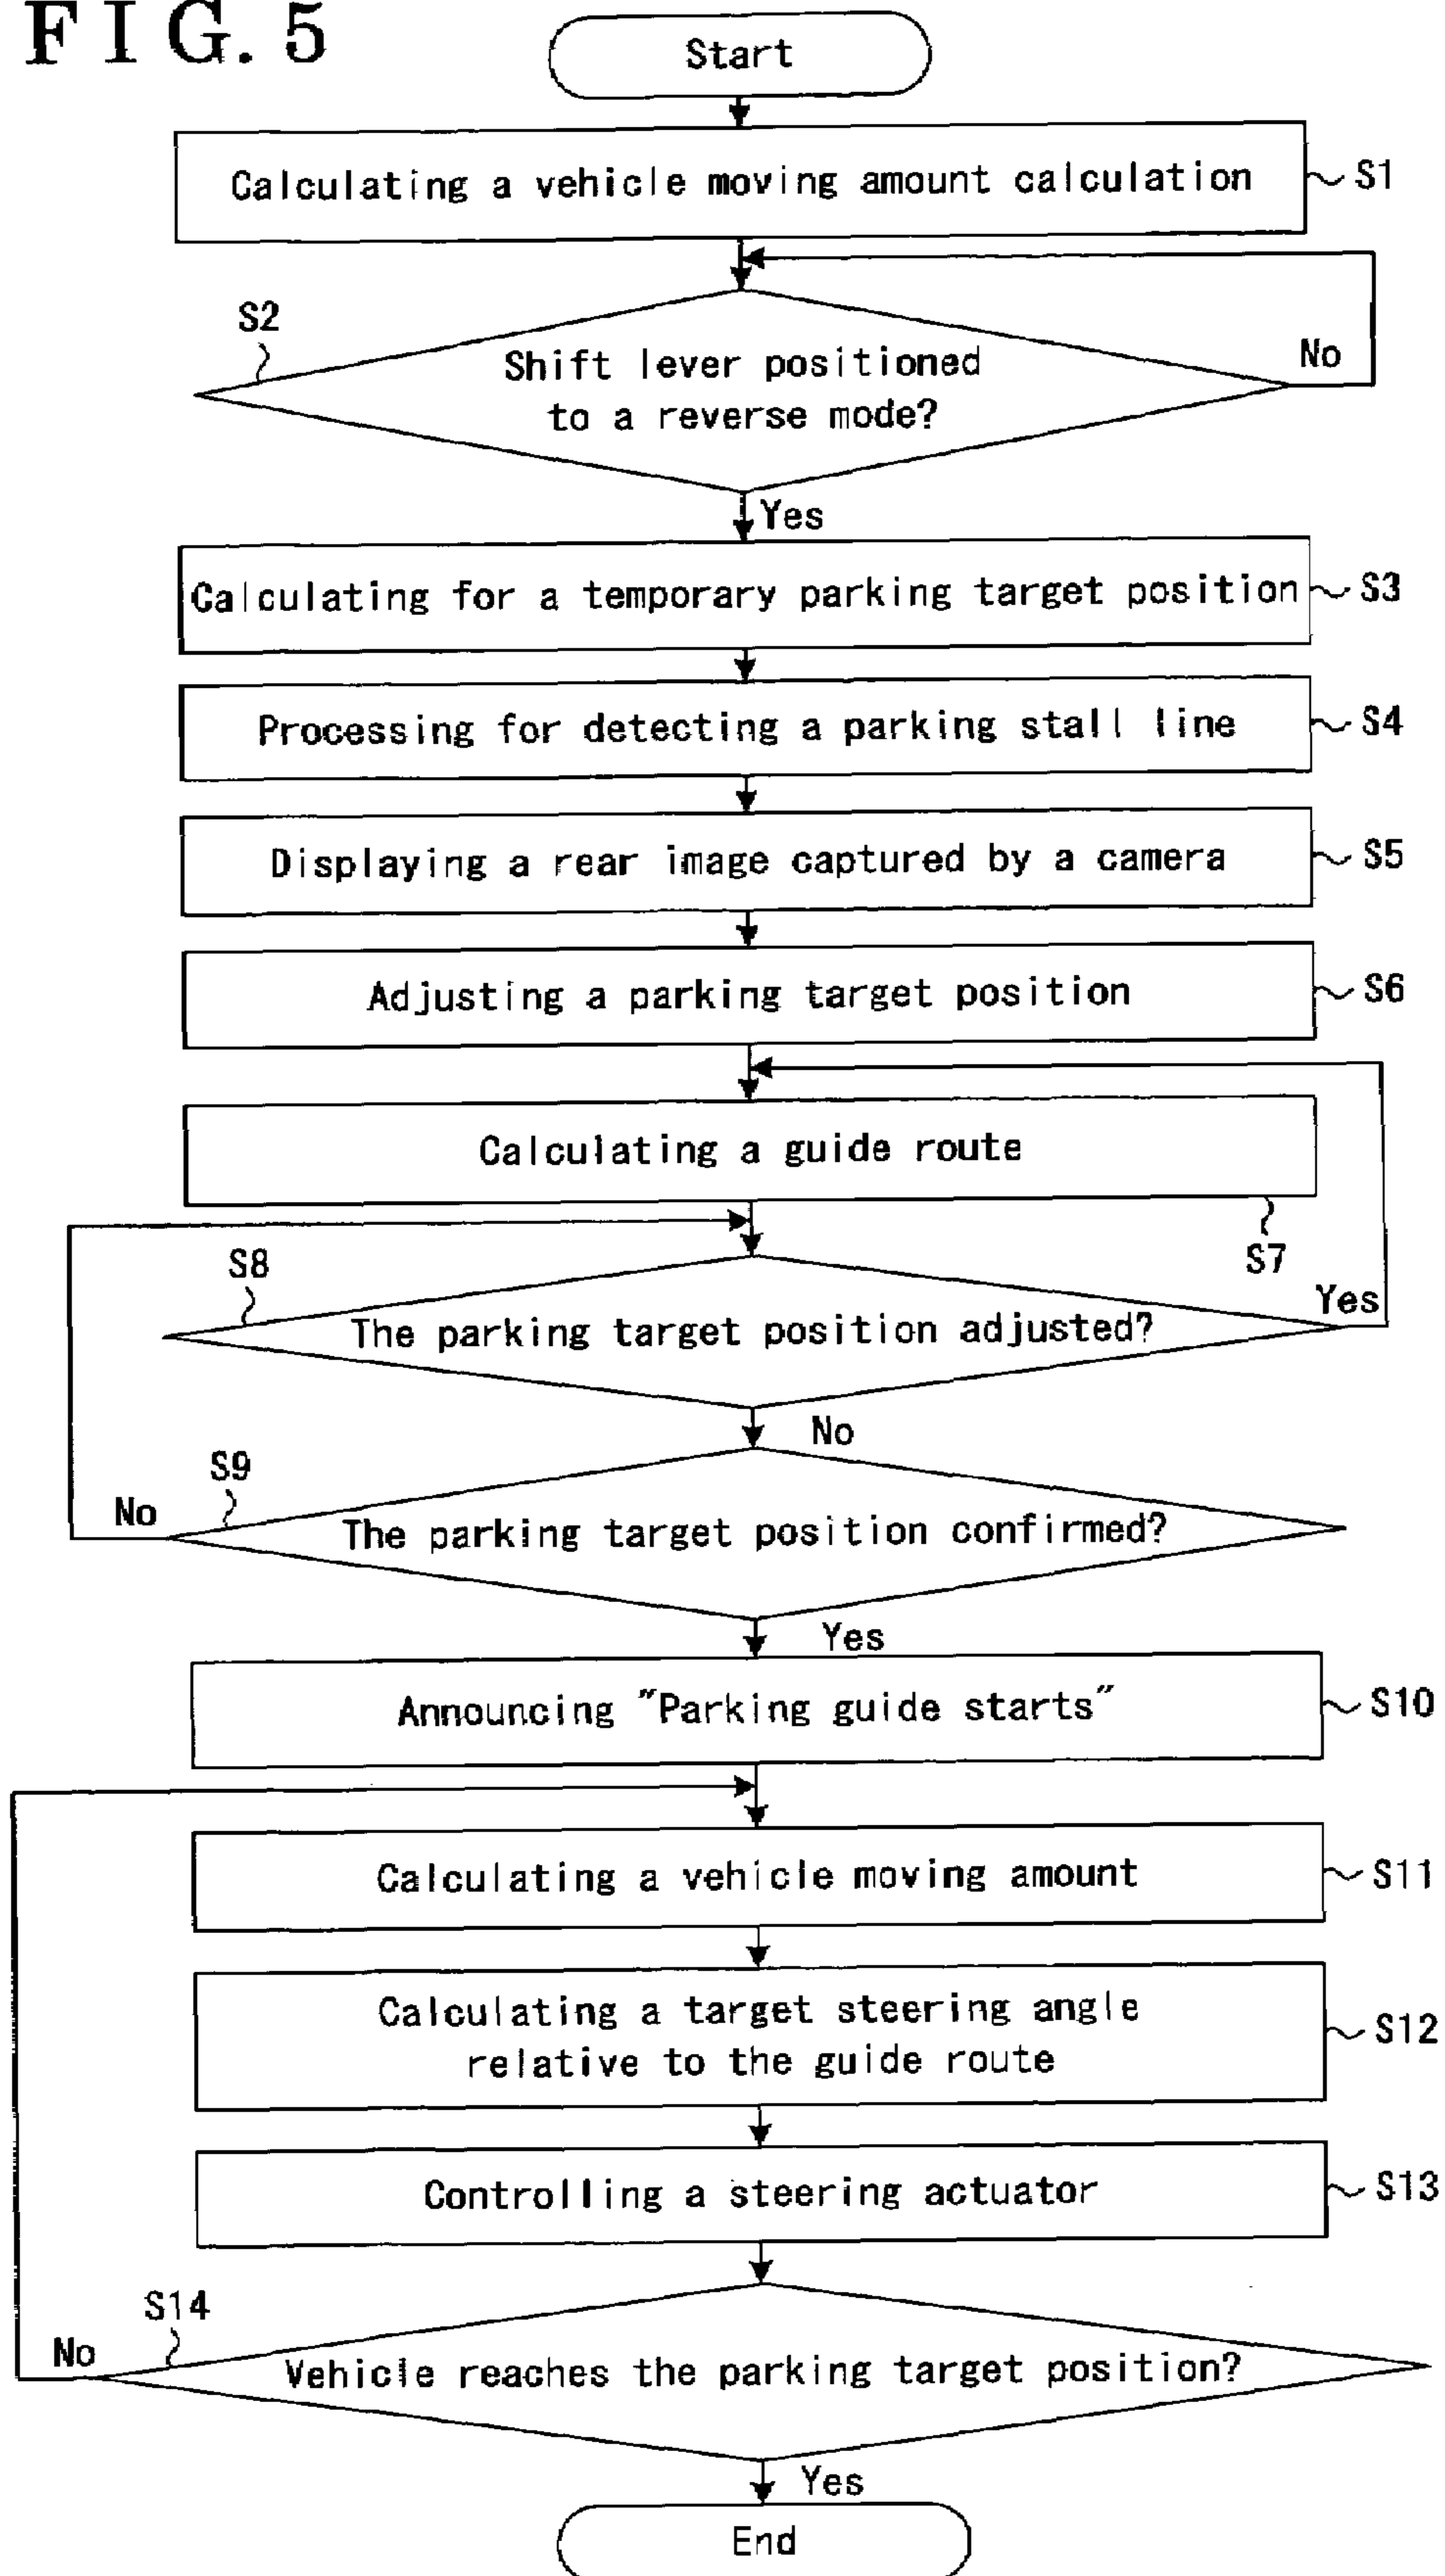 FIG. 5
Start
Calculating a vehicle moving amount calculation
S1
S2
Shift lever positioned
to a reverse mode?
No
Yes
Calculating for a temporary parking target position
S3
Processing for detecting a parking stall line
S4
Displaying a rear image captured by a camera
S5
Adjusting a parking target position
S6
Calculating a guide route
S7
S8
The parking target position adjusted?
Yes
No
S9
No
The parking target position confirmed?
Yes
Announcing "Parking guide starts"
S10
Calculating a vehicle moving amount
S11
Calculating a target steering angle
relative to the guide route
S12
Controlling a steering actuator
S13
S14
No
Vehicle reaches the parking target position?
Yes
End